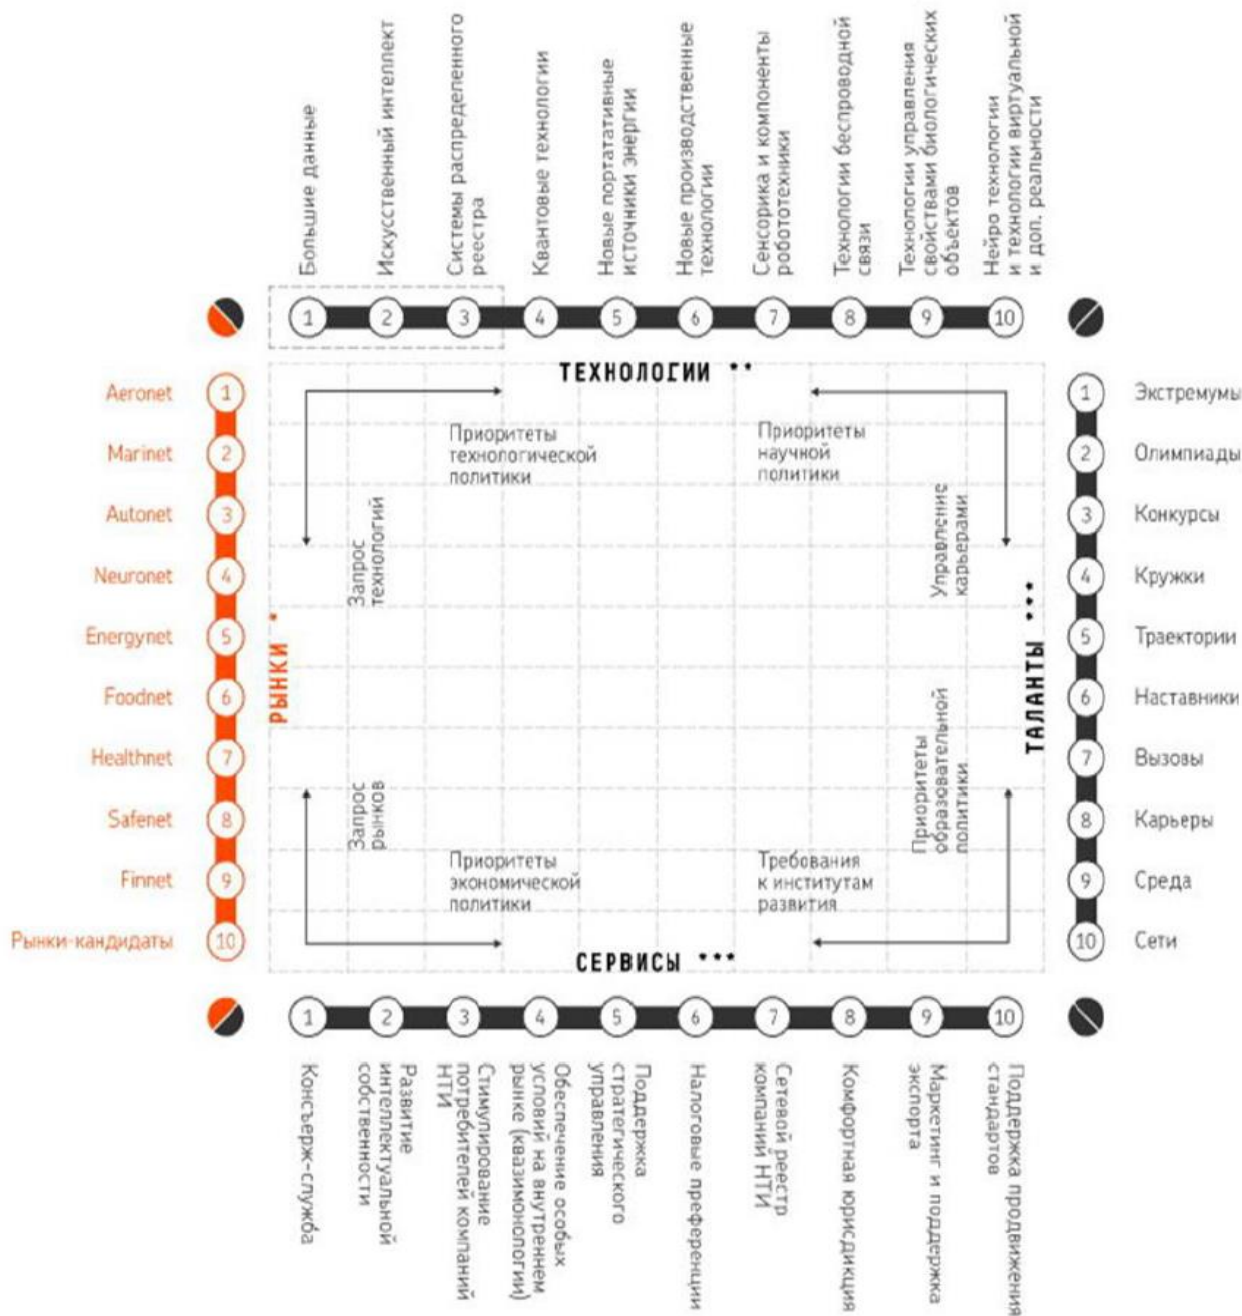 Большие данные
Искусственный интеллект
Системы распределенного
реестра
Квантовые технологии
Новые портатативные
источники энергии
Новые производственные
технологии
Сенсорика и компоненты
робототехники
Технологии беспроводной
связи
Технологии управления
свойствами биологических
объектов
Нейро технологии
и технологии виртуальной
и доп. реальности
1 2 3 4 5 6 7 8 9 10
ТЕХНОЛОГИИ **
Aeronet 1
Marinet 2
Autonet 3
Neuronet 4
Energynet 5
Foodnet 6
Healthnet 7
Safenet 8
Finnet 9
Рынки-кандидаты 10
РЫНКИ *
Приоритеты
технологической
политики
Приоритеты
научной
политики
Запрос
технологий
Управление
карьерами
Запрос
рынков
Приоритеты
образовательной
политики
Приоритеты
экономической
политики
Требования
к институтам
развития
ТАЛАНТЫ ***
1 Экстремумы
2 Олимпиады
3 Конкурсы
4 Кружки
5 Траектории
6 Наставники
7 Вызовы
8 Карьеры
9 Среда
10 Сети
СЕРВИСЫ ***
1 2 3 4 5 6 7 8 9 10
Консьерж-служба
Развитие
интеллектуальной
собственности
Стимулирование
потребителей компаний
НТИ
Обеспечение особых
условий на внутреннем
рынке (квазимонологии)
Поддержка
стратегического
управления
Налоговые преференции
Сетевой реестр
компаний НТИ
Комфортная юрисдикция
Маркетинг и поддержка
экспорта
Поддержка продвижения
стандартов